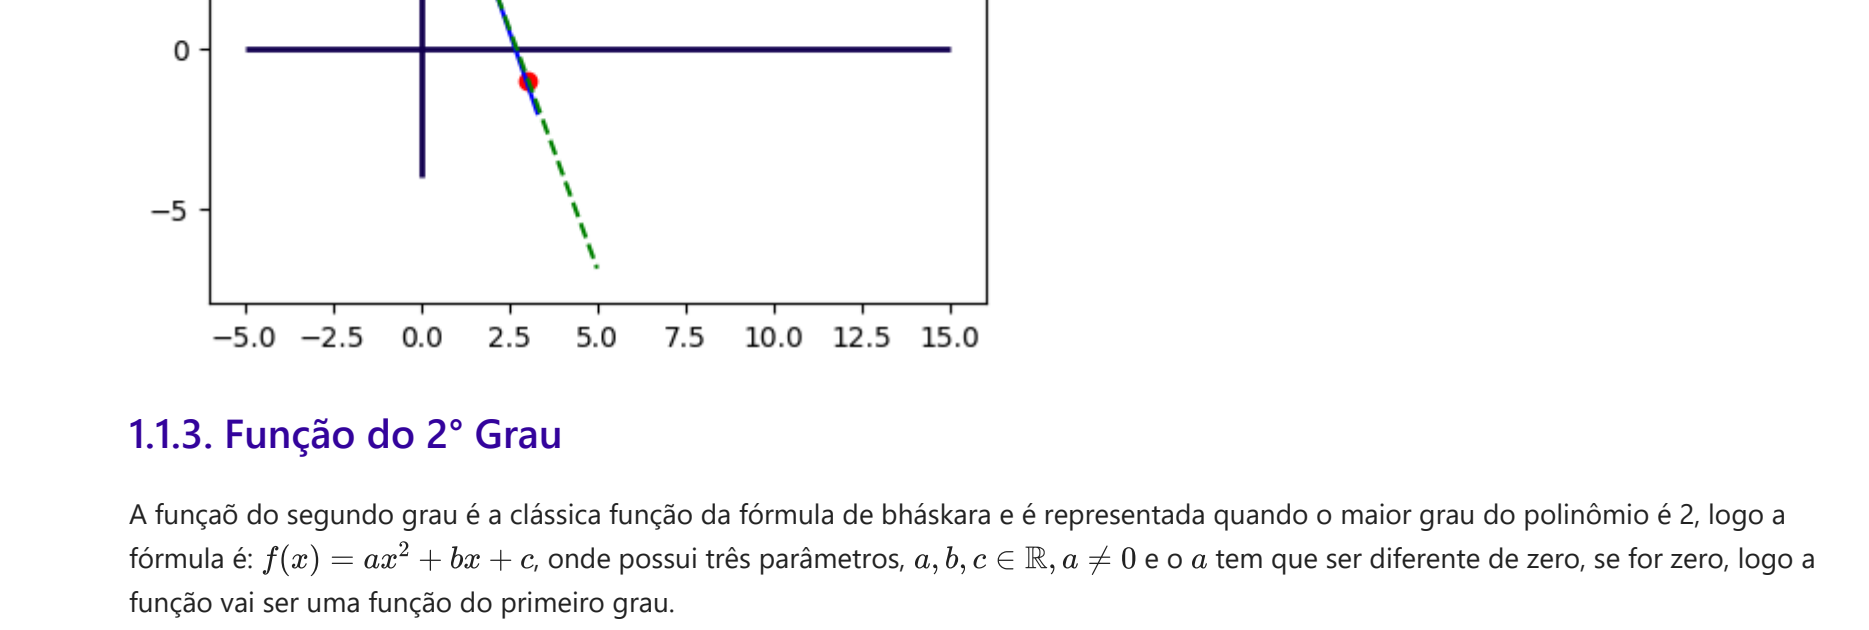 0
−5
−5.0 −2.5 0.0 2.5 5.0 7.5 10.0 12.5 15.0
1.1.3. Função do 2° Grau
A funçaõ do segundo grau é a clássica função da fórmula de bháskara e é representada quando o maior grau do polinômio é 2, logo a
fórmula é: f(x) = ax² + bx + c, onde possui três parâmetros, a, b, c ∈ ℝ, a ≠ 0 e o a tem que ser diferente de zero, se for zero, logo a
função vai ser uma função do primeiro grau.